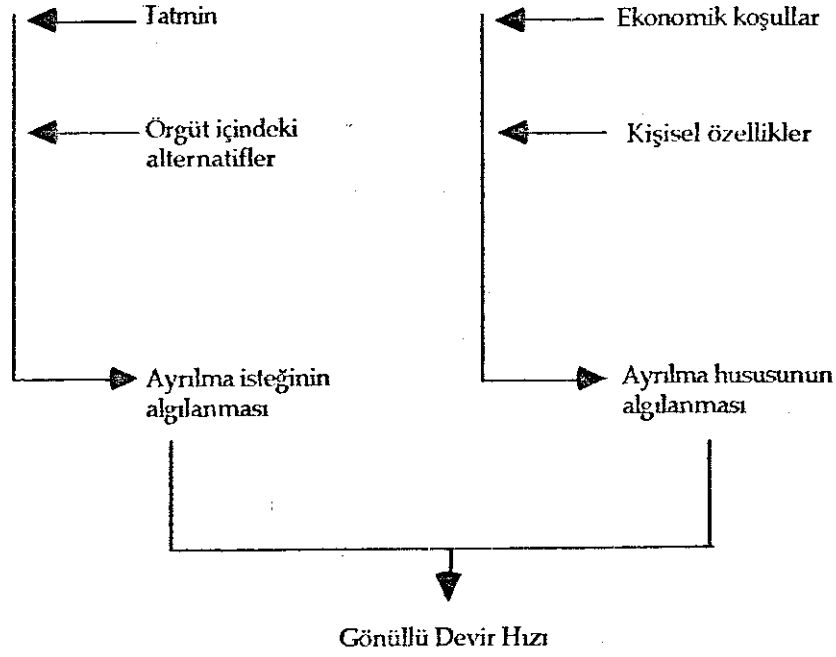 Tatmin
Ekonomik koşullar
Örgüt içindeki
alternatifler
Kişisel özellikler
Ayrılma isteğinin
algılanması
Ayrılma hususunun
algılanması
Gönüllü Devir Hızı